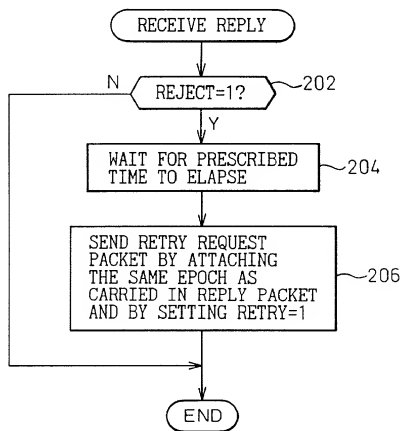 RECEIVE REPLY
N
REJECT=1?
202
Y
WAIT FOR PRESCRIBED
TIME TO ELAPSE
204
SEND RETRY REQUEST
PACKET BY ATTACHING
THE SAME EPOCH AS
CARRIED IN REPLY PACKET
AND BY SETTING RETRY=1
206
END